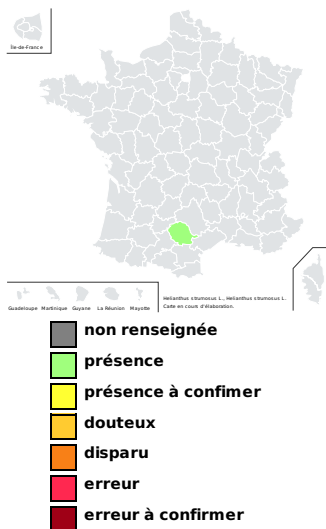 Île-de-France
Guadeloupe Martinique Guyane La Réunion Mayotte
Helianthus strumosus L., Helianthus strumosus L.
Carte en cours d'élaboration.
non renseignée
présence
présence à confimer
douteux
disparu
erreur
erreur à confirmer